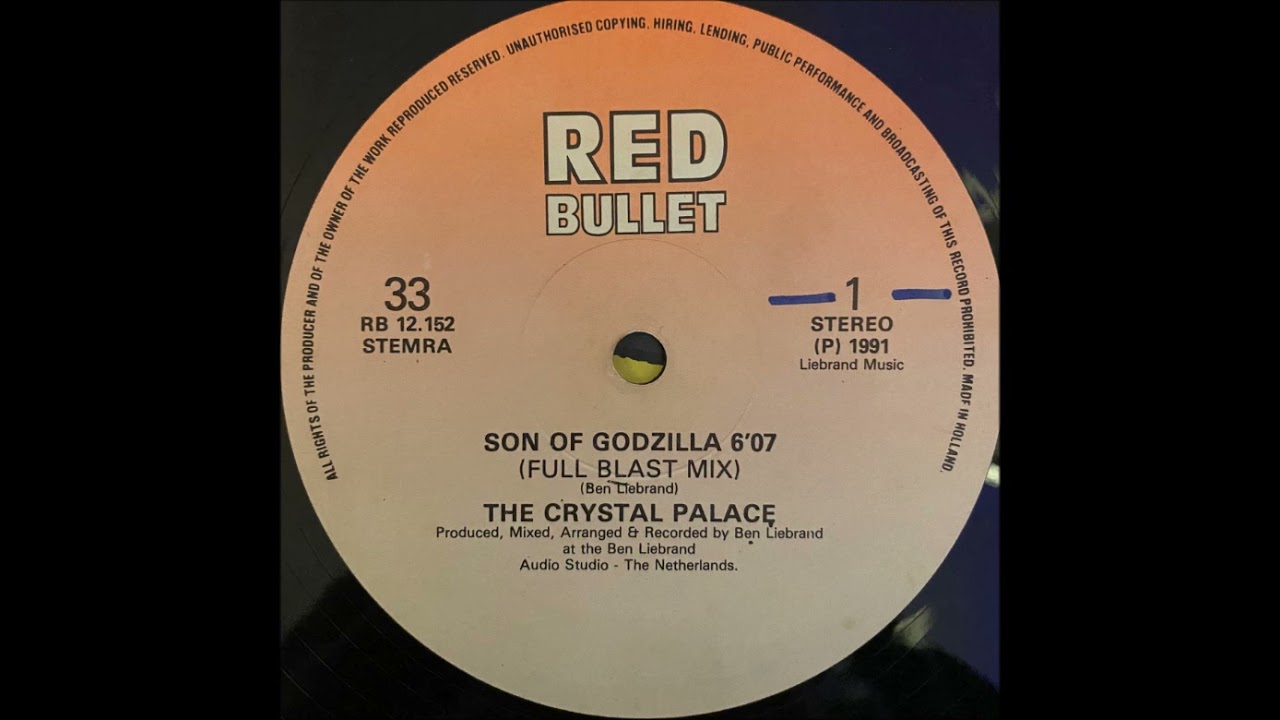 ALL RIGHTS OF THE PRODUCER AND OF THE OWNER OF THE WORK REPRODUCED RESERVED. UNAUTHORISED COPYING, HIRING, LENDING, PUBLIC PERFORMANCE AND BROADCASTING OF THIS RECORD PROHIBITED. MADE IN HOLLAND.
RED
BULLET
33
RB 12.152
STEMRA
1
STEREO
(P) 1991
Liebrand Music
SON OF GODZILLA 6'07
(FULL BLAST MIX)
(Ben Liebrand)
THE CRYSTAL PALACE
Produced, Mixed, Arranged & Recorded by Ben Liebrand
at the Ben Liebrand
Audio Studio - The Netherlands.